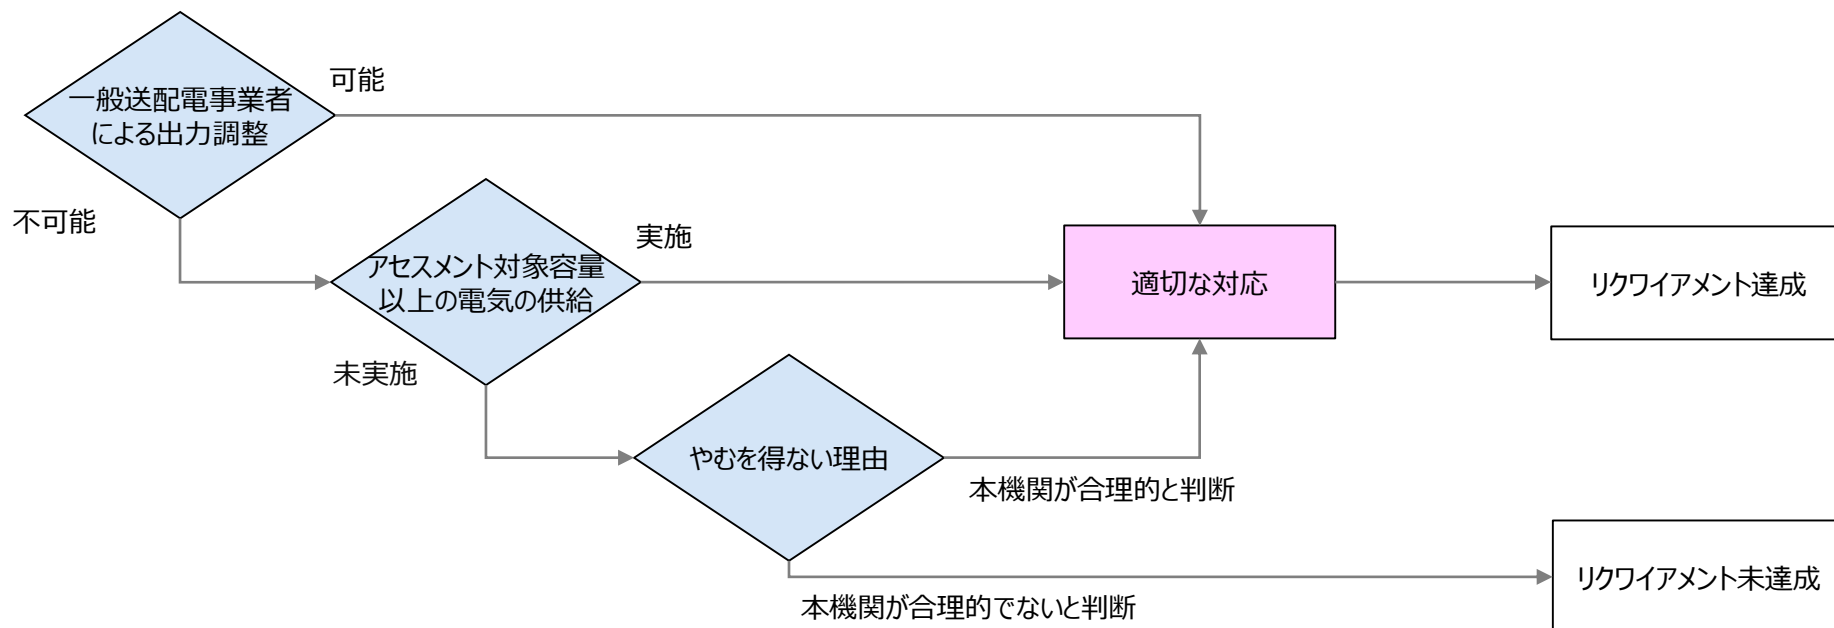 可能
一般送配電事業者
による出力調整
不可能
実施
アセスメント対象容量
以上の電気の供給
適切な対応
リクワイアメント達成
未実施
やむを得ない理由
本機関が合理的と判断
リクワイアメント未達成
本機関が合理的でないと判断